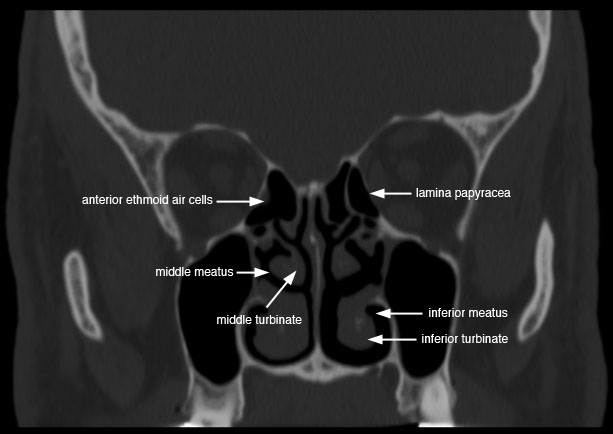 anterior ethmoid air cells
lamina papyracea
middle meatus
middle turbinate
inferior meatus
inferior turbinate